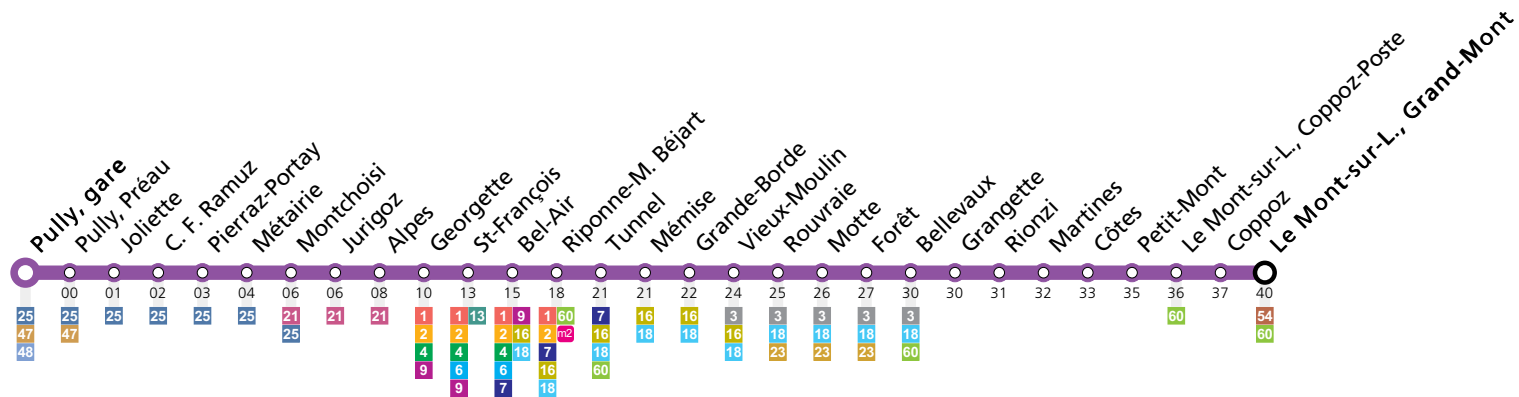 Pully, gare
Pully, Préau
Joliette
C. F. Ramuz
Pierraz-Portay
Métairie
Montchoisi
Jurigoz
Alpes
Georgette
St-François
Bel-Air
Riponne-M. Béjart
Tunnel
Mémise
Grande-Borde
Vieux-Moulin
Rouvraie
Motte
Forêt
Bellevaux
Grangette
Rionzi
Martines
Côtes
Petit-Mont
Le Mont-sur-L., Coppoz-Poste
Coppoz
Le Mont-sur-L., Grand-Mont
00 01 02 03 04 06 06 08 10 13 15 18 21 21 22 24 25 26 27 30 30 31 32 33 35 36 37 40
25 25 25 25 25 25 21 21 21 1 1 13 1 9 1 60 7 16 16 3 3 3 3 3 60 54
47 47 25 2 2 2 16 2 m2 16 18 18 16 18 18 18 18 60
48 4 4 4 18 7 18 18 23 23 23 60
9 6 6 16 60
9 7 18